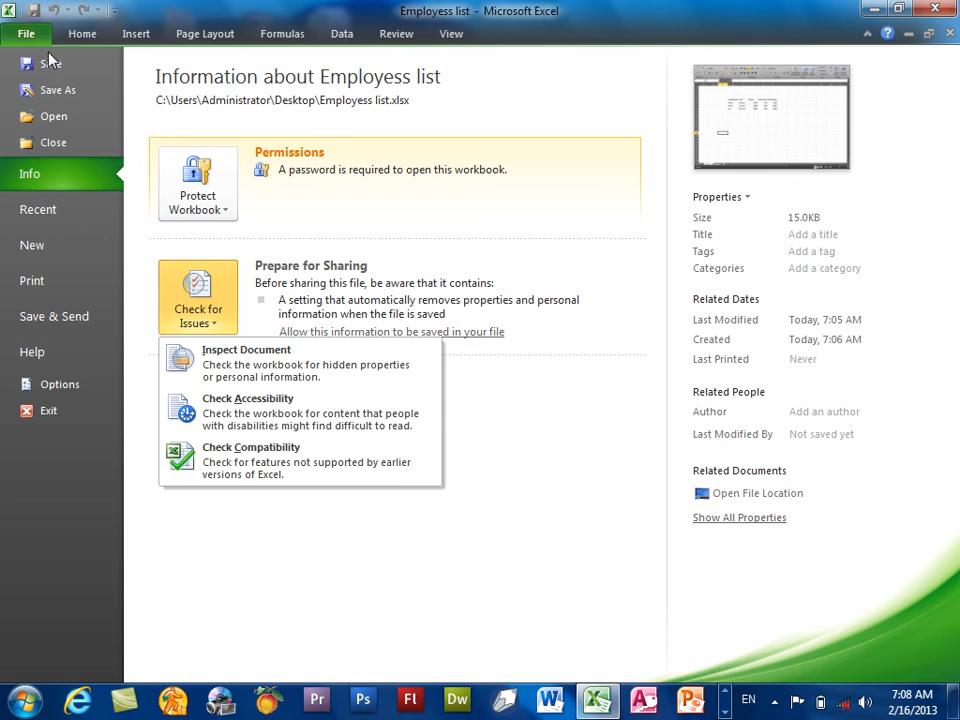 Employess list - Microsoft Excel
File
Home
Insert
Page Layout
Formulas
Data
Review
View
Save As
Open
Close
Info
Recent
New
Print
Save & Send
Help
Options
Exit
Information about Employess list
C:\Users\Administrator\Desktop\Employess list.xlsx
Protect
Workbook
Permissions
A password is required to open this workbook.
Check for
Issues
Prepare for Sharing
Before sharing this file, be aware that it contains:
A setting that automatically removes properties and personal
information when the file is saved
Allow this information to be saved in your file
Inspect Document
Check the workbook for hidden properties
or personal information.
Check Accessibility
Check the workbook for content that people
with disabilities might find difficult to read.
Check Compatibility
Check for features not supported by earlier
versions of Excel.
Properties
Size 15.0KB
Title Add a title
Tags Add a tag
Categories Add a category
Related Dates
Last Modified Today, 7:05 AM
Created Today, 7:06 AM
Last Printed Never
Related People
Author Add an author
Last Modified By Not saved yet
Related Documents
Open File Location
Show All Properties
Pr
Ps
Fl
Dw
EN
7:08 AM
2/16/2013